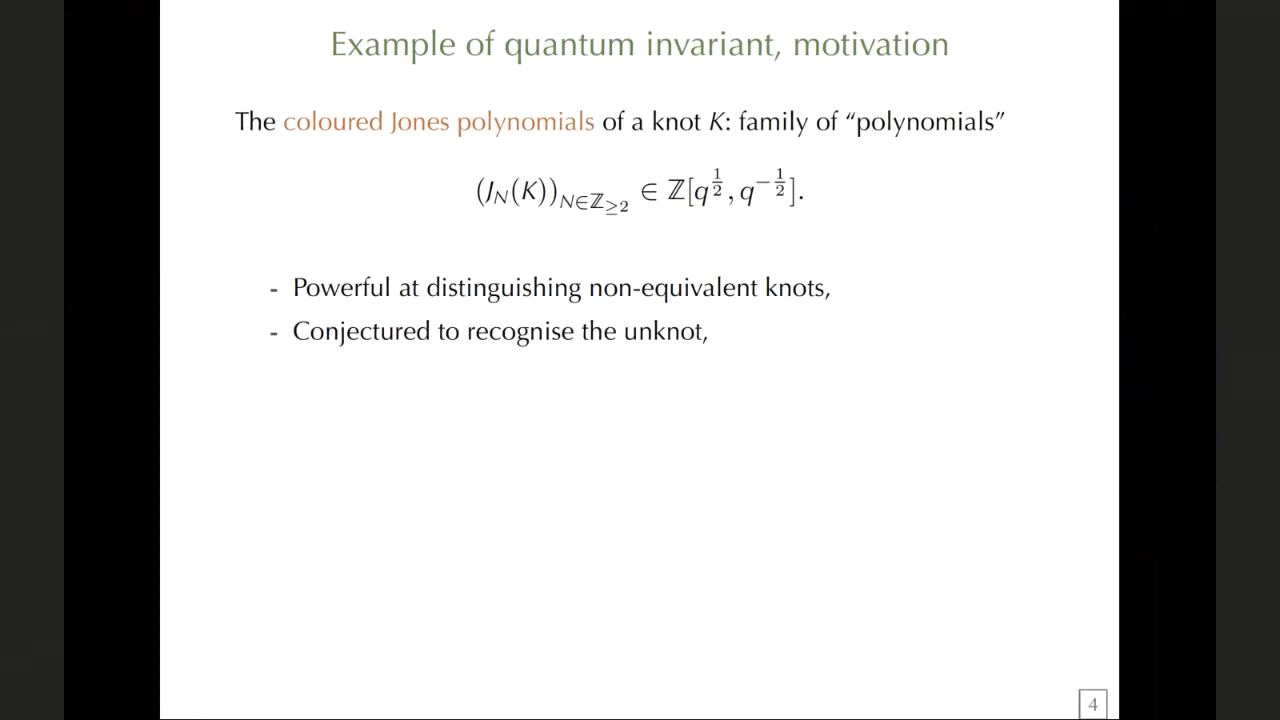 Example of quantum invariant, motivation
The coloured Jones polynomials of a knot K: family of “polynomials”
(J_N(K))_{N∈ℤ_{≥2}} ∈ ℤ[q^{1/2}, q^{-1/2}].
- Powerful at distinguishing non-equivalent knots,
- Conjectured to recognise the unknot,
4